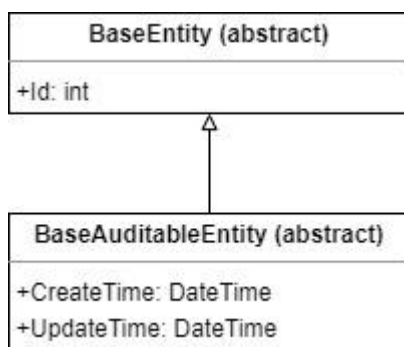 BaseEntity (abstract)
+Id: int
BaseAuditableEntity (abstract)
+CreateTime: DateTime
+UpdateTime: DateTime